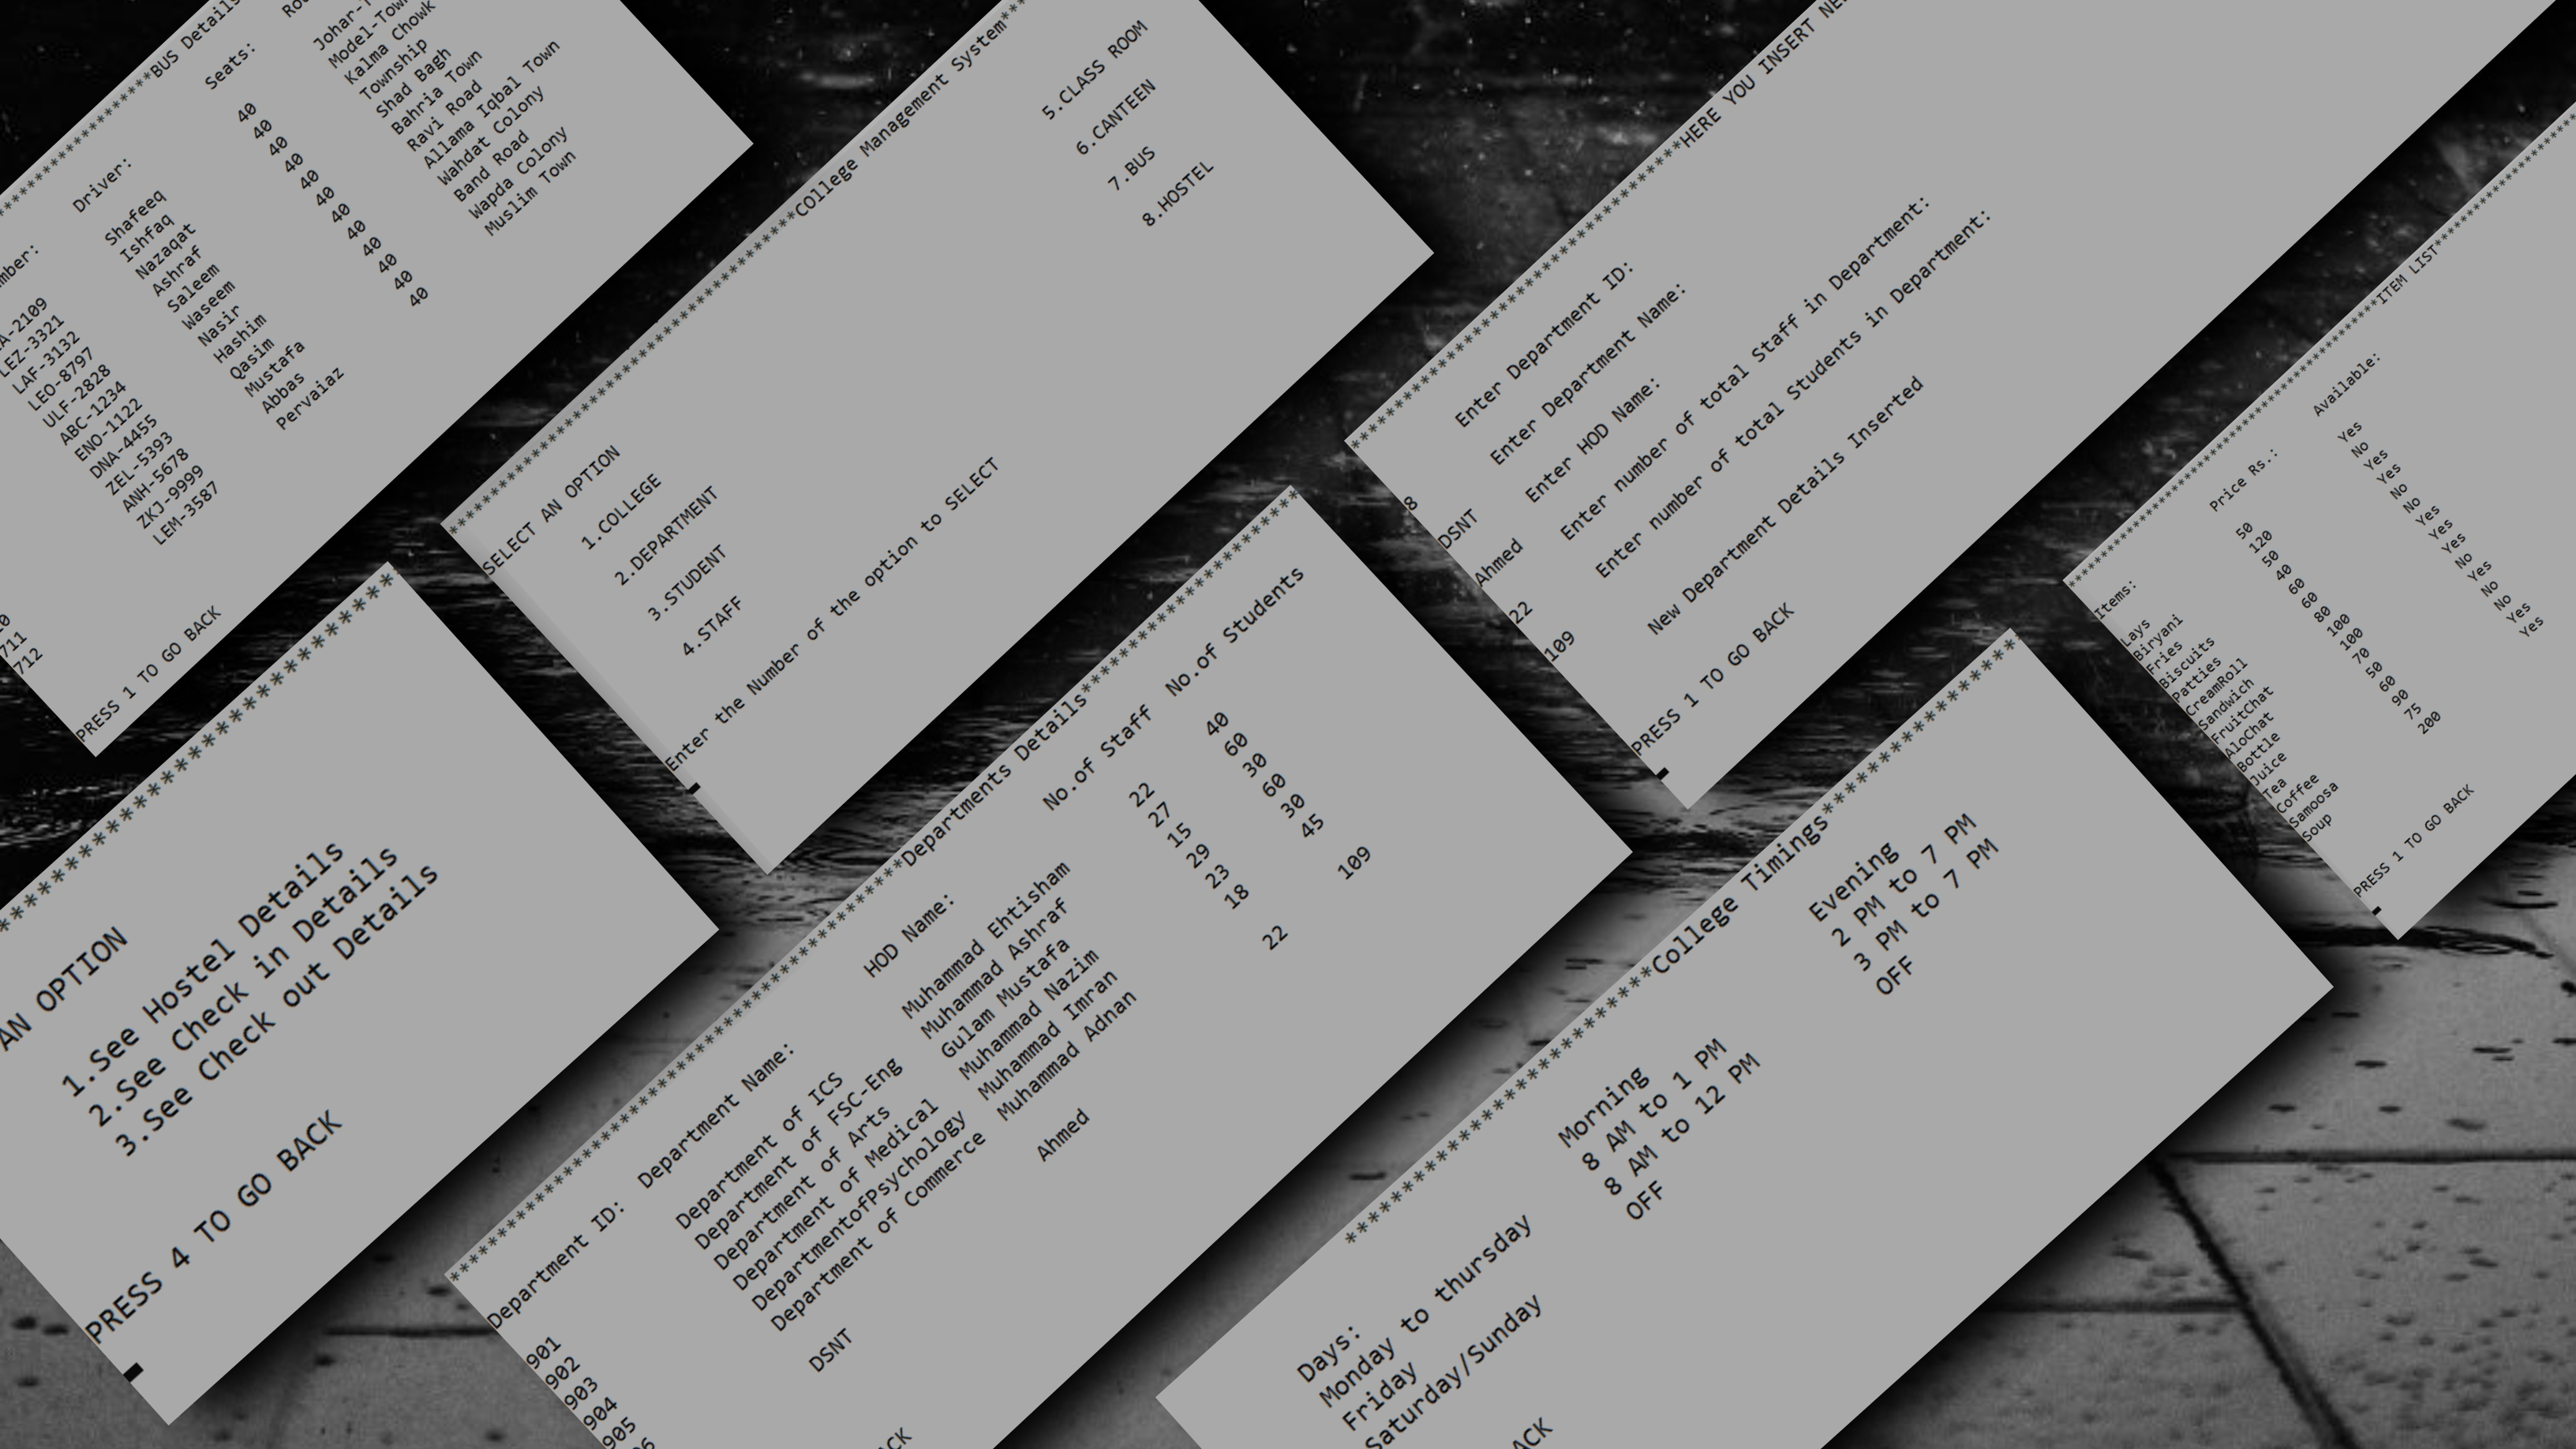 **********BUS Details
mber: Driver: Seats:
A-2109 Shafeeq 40 Johar-T
LEZ-3321 Ishfaq 40 Model-Town
LAF-3132 Nazaqat 40 Kalma Chowk
LEO-8797 Ashraf 40 Township
ULF-2828 Saleem 40 Shad Bagh
ABC-1234 Waseem 40 Bahria Town
ENO-1122 Nasir 40 Ravi Road
DNA-4455 Hashim 40 Allama Iqbal Town
ZEL-5393 Qasim 40 Wahdat Colony
ANH-5678 Mustafa 40 Band Road
711 ZKJ-9999 Abbas 40 Wapda Colony
712 LEM-3587 Pervaiaz 40 Muslim Town
PRESS 1 TO GO BACK
**********College Management System**
SELECT AN OPTION
1.COLLEGE 5.CLASS ROOM
2.DEPARTMENT 6.CANTEEN
3.STUDENT 7.BUS
4.STAFF 8.HOSTEL
Enter the Number of the option to SELECT
**********HERE YOU INSERT NE
Enter Department ID:
8
Enter Department Name:
DSNT
Enter HOD Name:
Ahmed
Enter number of total Staff in Department:
22
Enter number of total Students in Department:
109
New Department Details Inserted
PRESS 1 TO GO BACK
**********ITEM LIST**********
Items: Price Rs.: Available:
Lays 50 Yes
Biryani 120 No
Fries 50 Yes
Biscuits 40 Yes
Patties 60 No
CreamRoll 60 No
Sandwich 80 Yes
FruitChat 100 Yes
AloChat 100 Yes
Bottle 70 No
Juice 50 Yes
Tea 60 No
Coffee 90 No
Samoosa 75 Yes
Soup 200 Yes
PRESS 1 TO GO BACK
AN OPTION
1.See Hostel Details
2.See Check in Details
3.See Check out Details
PRESS 4 TO GO BACK
**********Departments Details**********
Department ID: Department Name: HOD Name: No.of Staff No.of Students
901 Department of ICS Muhammad Ehtisham 22 40
902 Department of FSC-Eng Muhammad Ashraf 27 60
903 Department of Arts Gulam Mustafa 15 30
904 Department of Medical Muhammad Nazim 29 60
905 DepartmentofPsychology Muhammad Imran 23 30
Department of Commerce Muhammad Adnan 18 45
DSNT Ahmed 22 109
**********College Timings**********
Days: Morning Evening
Monday to thursday 8 AM to 1 PM 2 PM to 7 PM
Friday 8 AM to 12 PM 3 PM to 7 PM
Saturday/Sunday OFF OFF